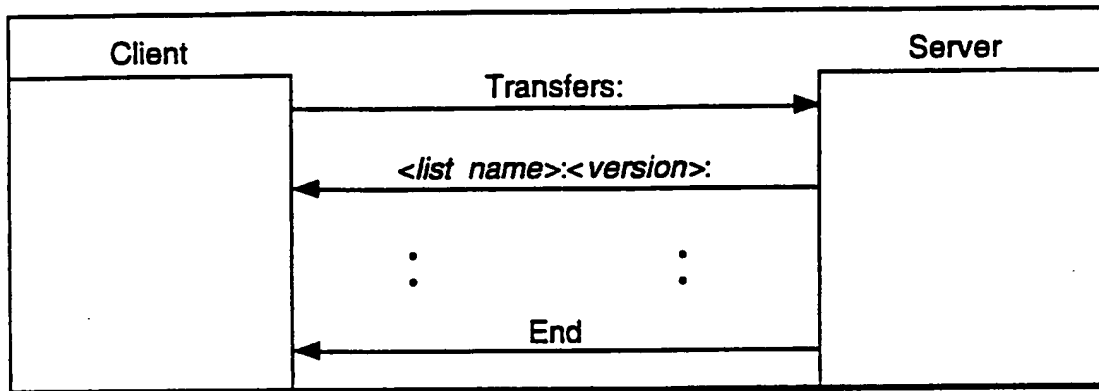 Client
Server
Transfers:
<list name>:<version>:
End